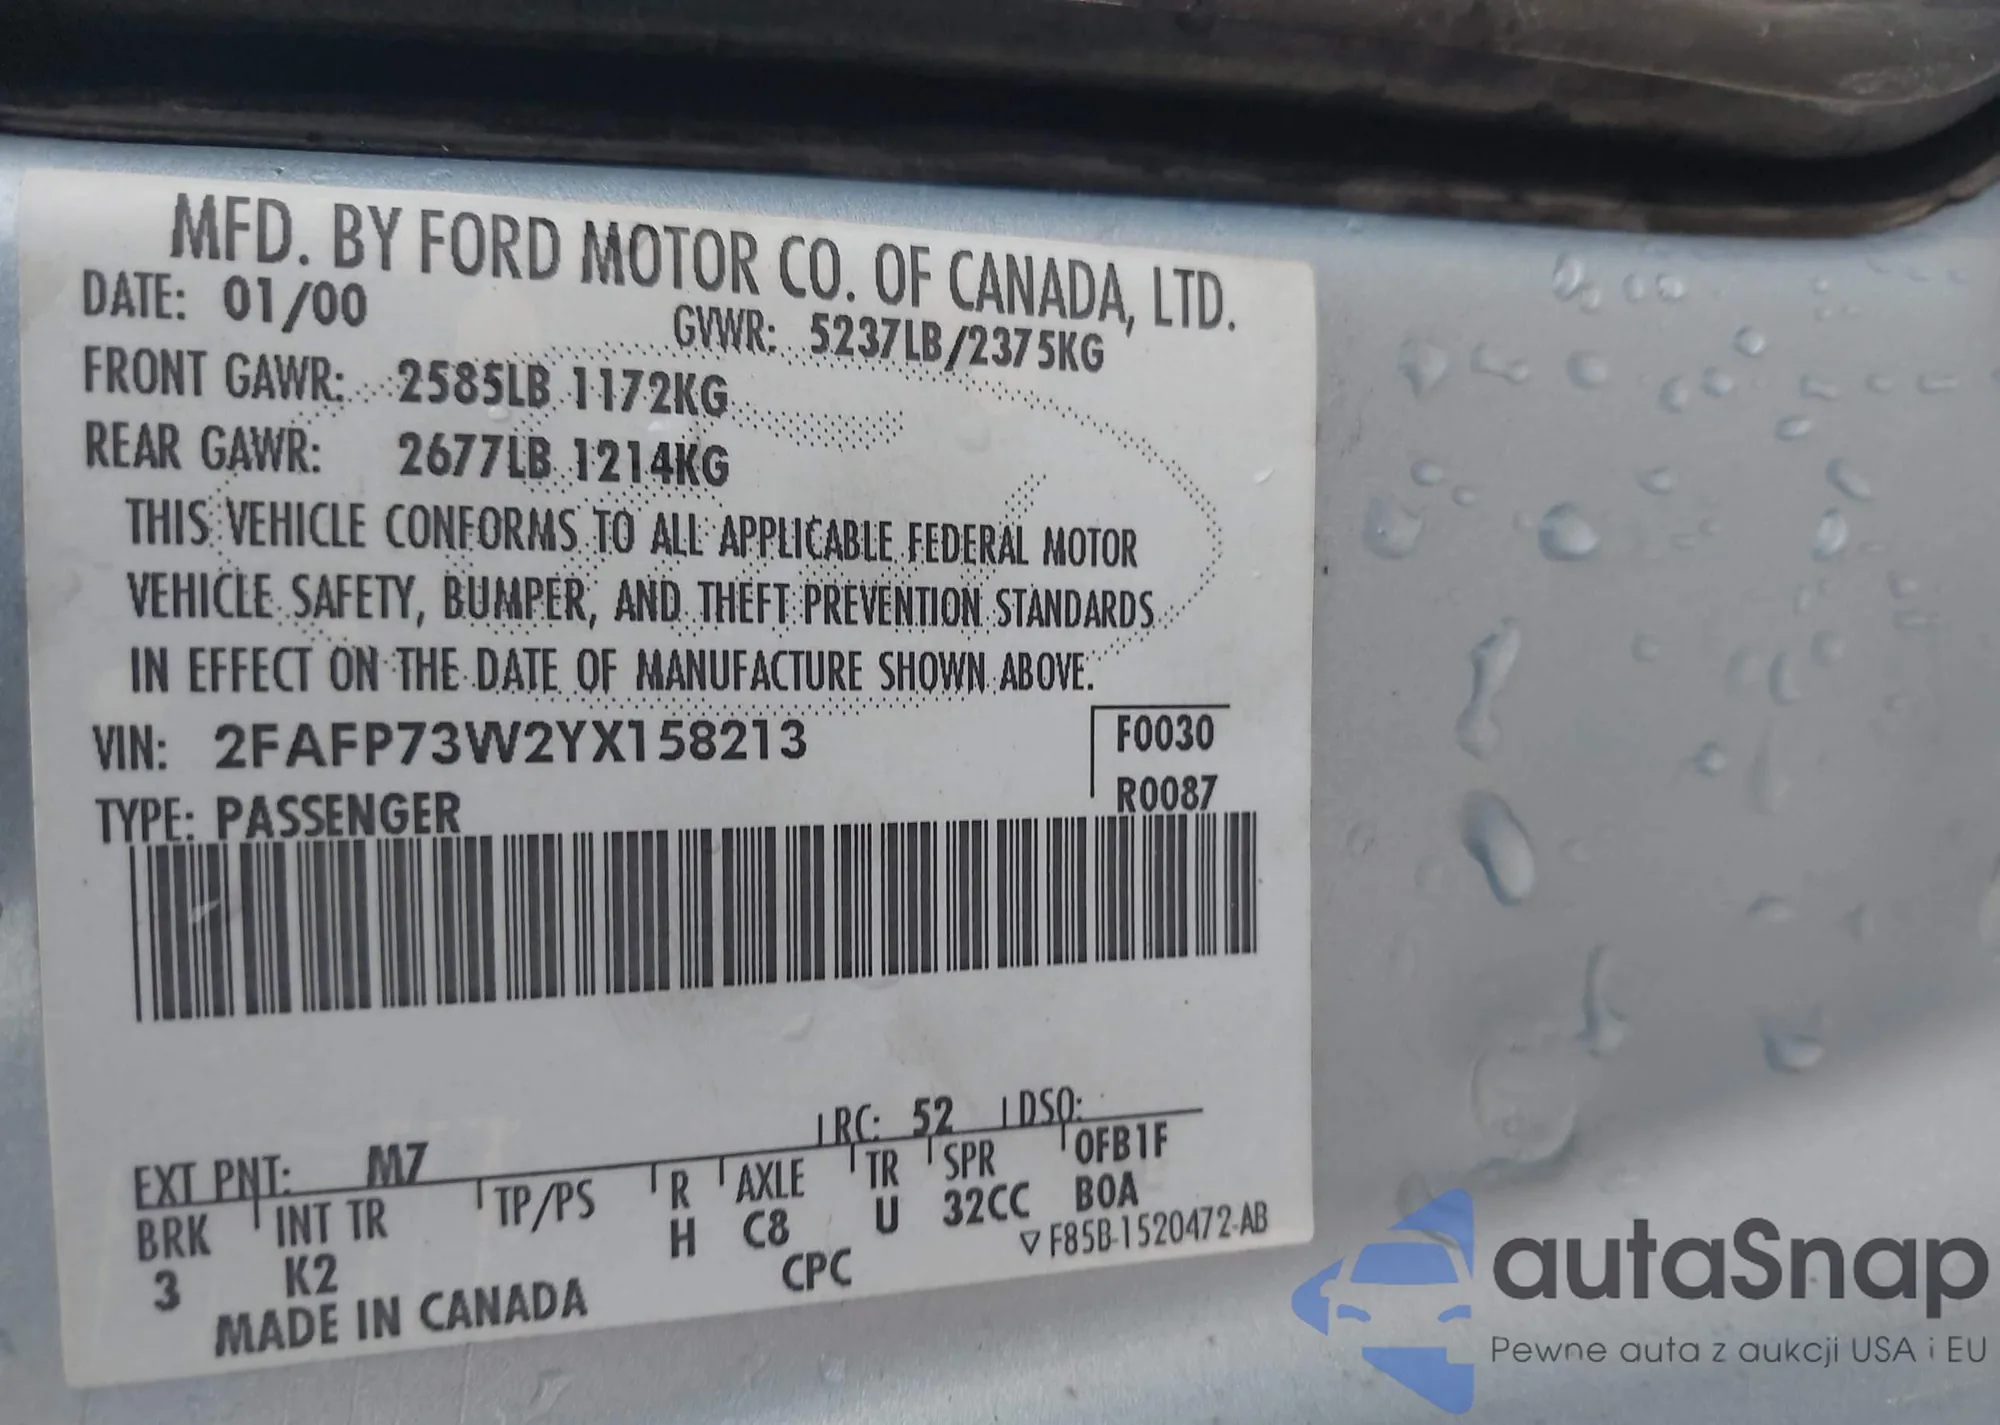 MFD. BY FORD MOTOR CO. OF CANADA, LTD.
DATE: 01/00
GVWR: 5237LB/2375KG
FRONT GAWR: 2585LB 1172KG
REAR GAWR: 2677LB 1214KG
THIS VEHICLE CONFORMS TO ALL APPLICABLE FEDERAL MOTOR
VEHICLE SAFETY, BUMPER, AND THEFT PREVENTION STANDARDS
IN EFFECT ON THE DATE OF MANUFACTURE SHOWN ABOVE.
VIN: 2FAFP73W2YX158213
F0030
TYPE: PASSENGER
R0087
EXT PNT: M7 RC: 52 DSO:
BRK INT TR TP/PS R AXLE TR SPR 0FB1F
3 K2 H C8 U 32CC B0A
CPC ▽ F85B-1520472-AB
MADE IN CANADA
autaSnap
Pewne auta z aukcji USA i EU